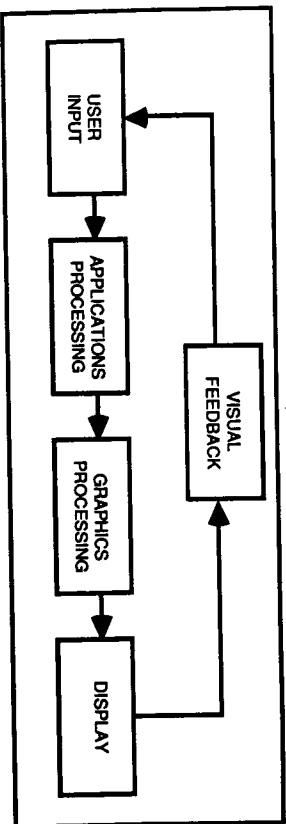 USER
INPUT
APPLICATIONS
PROCESSING
GRAPHICS
PROCESSING
DISPLAY
VISUAL
FEEDBACK